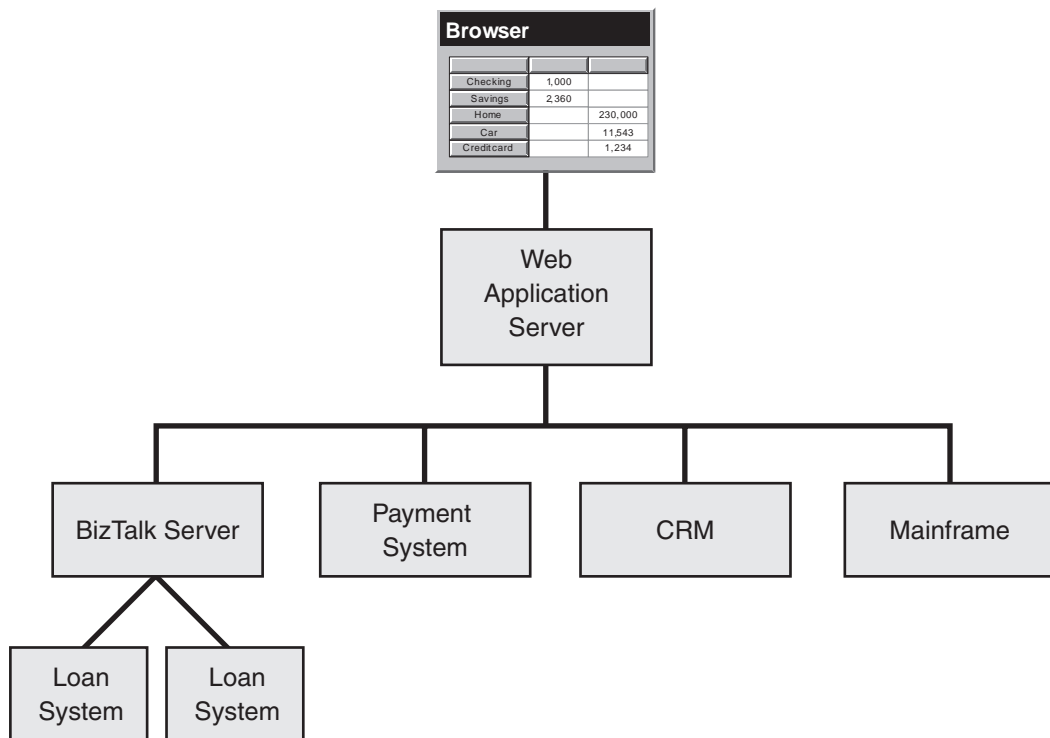 Browser
Checking 1,000
Savings 2,360
Home 230,000
Car 11,543
Creditcard 1,234
Web
Application
Server
BizTalk Server
Payment
System
CRM
Mainframe
Loan
System
Loan
System